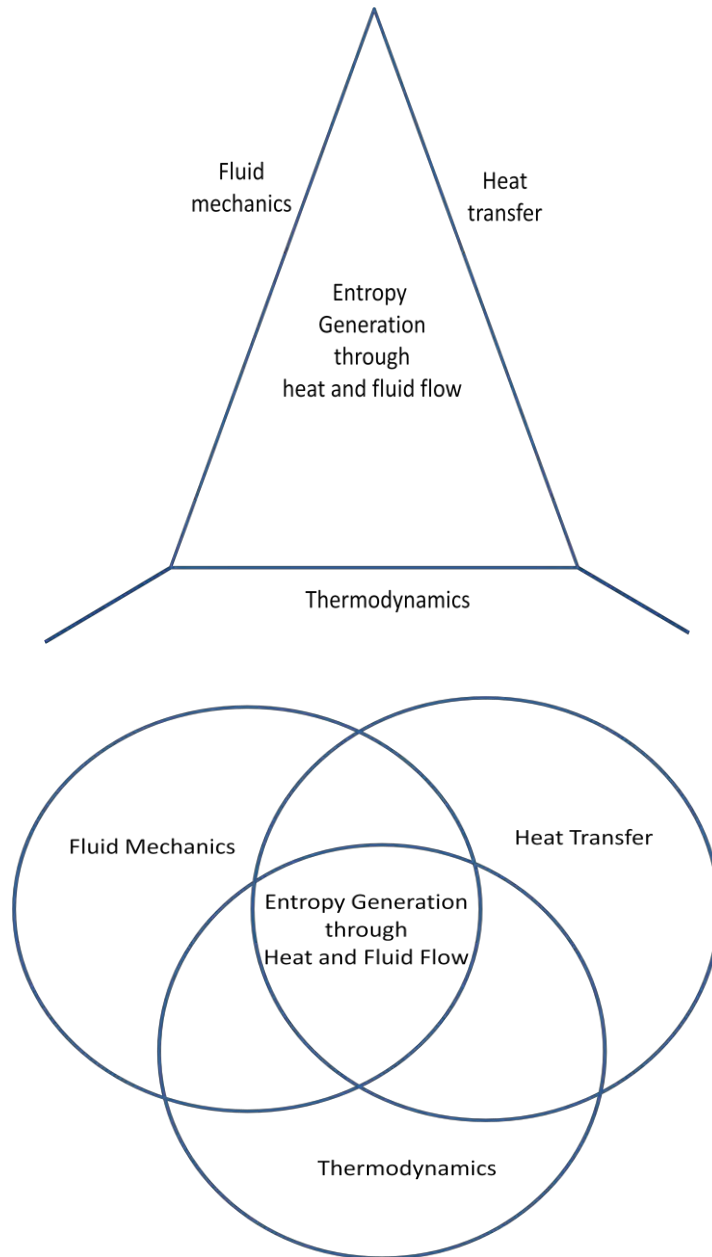 Fluid
mechanics
Heat
transfer
Entropy
Generation
through
heat and fluid flow
Thermodynamics
Fluid Mechanics
Heat Transfer
Entropy Generation
through
Heat and Fluid Flow
Thermodynamics